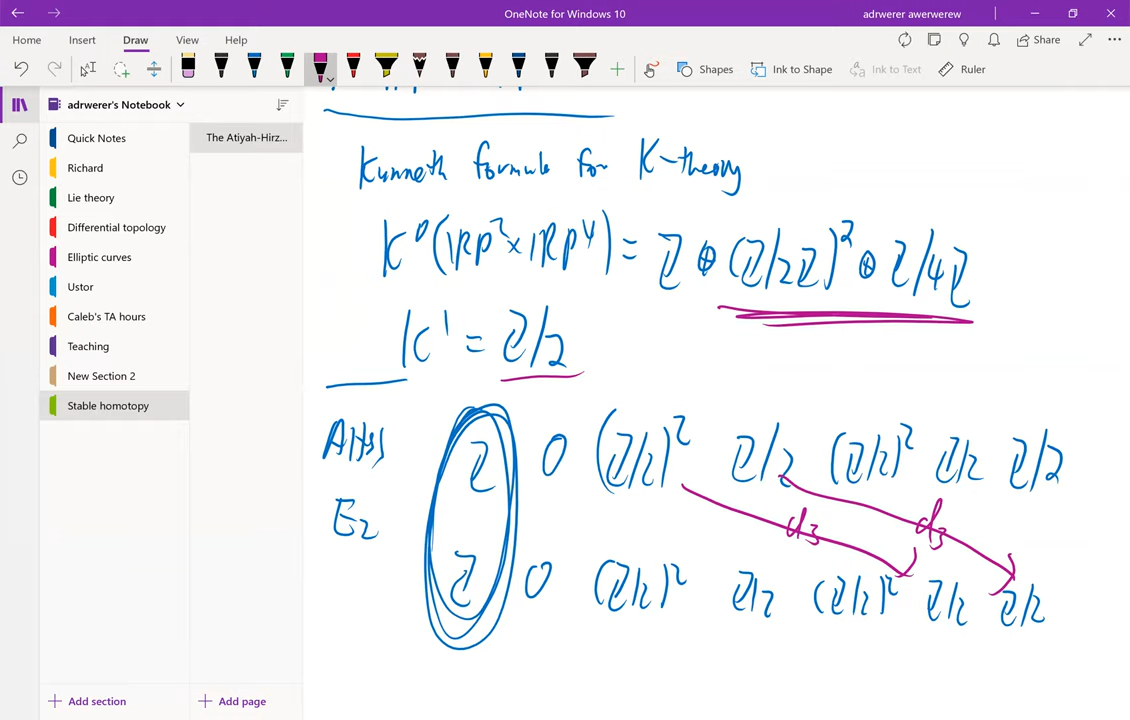 OneNote for Windows 10
adrwerer awerwerew
Home Insert Draw View Help
Share
Shapes
Ink to Shape
Ink to Text
Ruler
adrwerer's Notebook
The Atiyah-Hirz...
Quick Notes
Richard
Lie theory
Differential topology
Elliptic curves
Ustor
Caleb's TA hours
Teaching
New Section 2
Stable homotopy
Add section
Add page
Kunneth formula for K-theory
K⁰(RP² × RP⁴) = Z ⊕ (Z/2Z)² ⊕ Z/4Z
K¹ = Z/2
AHSS Z 0 (Z/2)² Z/2 (Z/2)² Z/2 Z/2
d₃ d₃
E₂
Z 0 (Z/2)² Z/2 (Z/2)² Z/2 Z/2